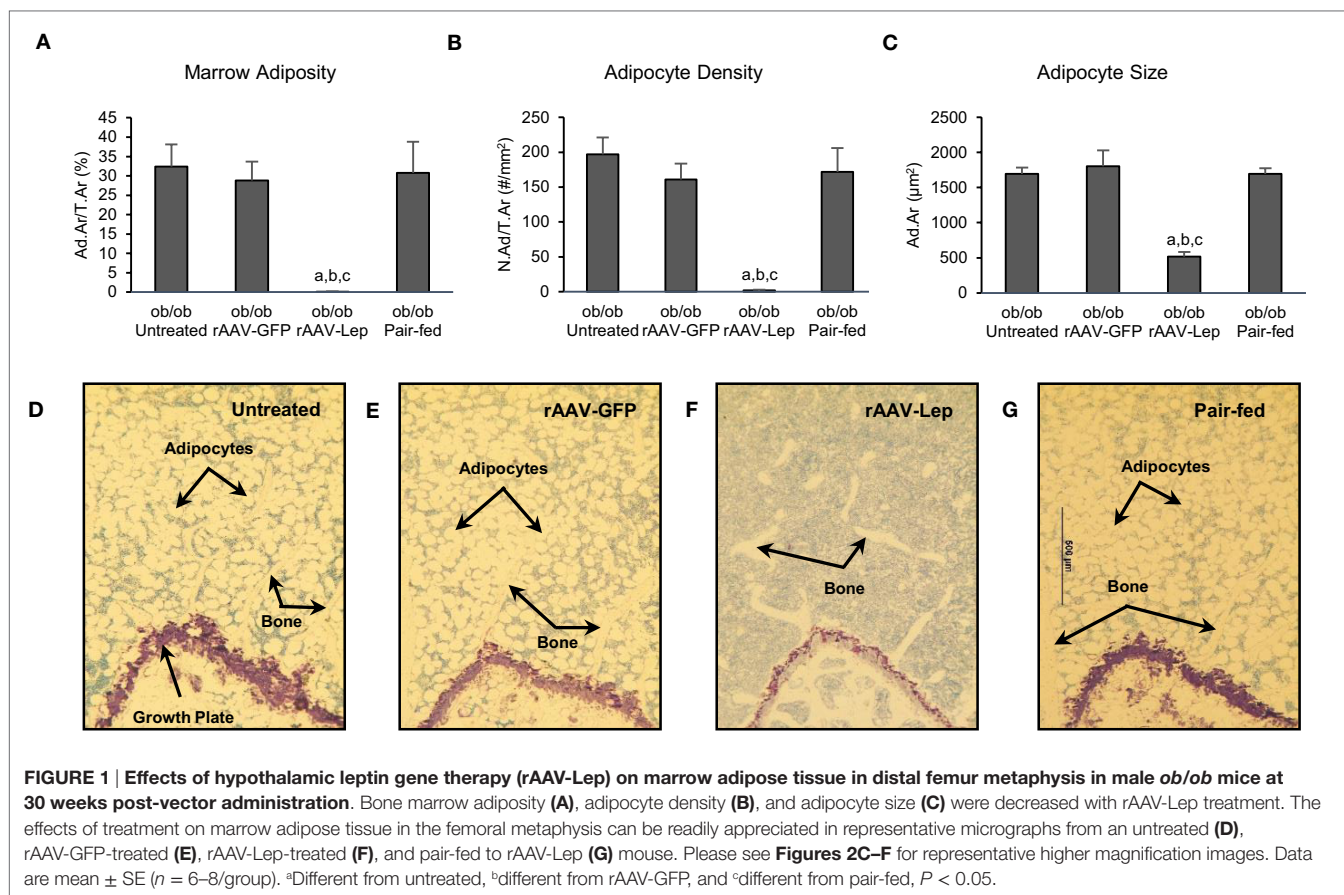 A
Marrow Adiposity
Ad.Ar/T.Ar (%)
45
40
35
30
25
20
15
10
5
0
a,b,c
ob/ob ob/ob ob/ob ob/ob
Untreated rAAV-GFP rAAV-Lep Pair-fed
B
Adipocyte Density
N.Ad/T.Ar (#/mm²)
250
200
150
100
50
0
a,b,c
ob/ob ob/ob ob/ob ob/ob
Untreated rAAV-GFP rAAV-Lep Pair-fed
C
Adipocyte Size
Ad.Ar (µm²)
2500
2000
1500
1000
500
0
a,b,c
ob/ob ob/ob ob/ob ob/ob
Untreated rAAV-GFP rAAV-Lep Pair-fed
D
Untreated
Adipocytes
Bone
Growth Plate
E
rAAV-GFP
Adipocytes
Bone
F
rAAV-Lep
Bone
G
Pair-fed
Adipocytes
500 µm
Bone
FIGURE 1 | Effects of hypothalamic leptin gene therapy (rAAV-Lep) on marrow adipose tissue in distal femur metaphysis in male ob/ob mice at
30 weeks post-vector administration. Bone marrow adiposity (A), adipocyte density (B), and adipocyte size (C) were decreased with rAAV-Lep treatment. The
effects of treatment on marrow adipose tissue in the femoral metaphysis can be readily appreciated in representative micrographs from an untreated (D),
rAAV-GFP-treated (E), rAAV-Lep-treated (F), and pair-fed to rAAV-Lep (G) mouse. Please see Figures 2C–F for representative higher magnification images. Data
are mean ± SE (n = 6–8/group). ᵃDifferent from untreated, ᵇdifferent from rAAV-GFP, and ᶜdifferent from pair-fed, P < 0.05.